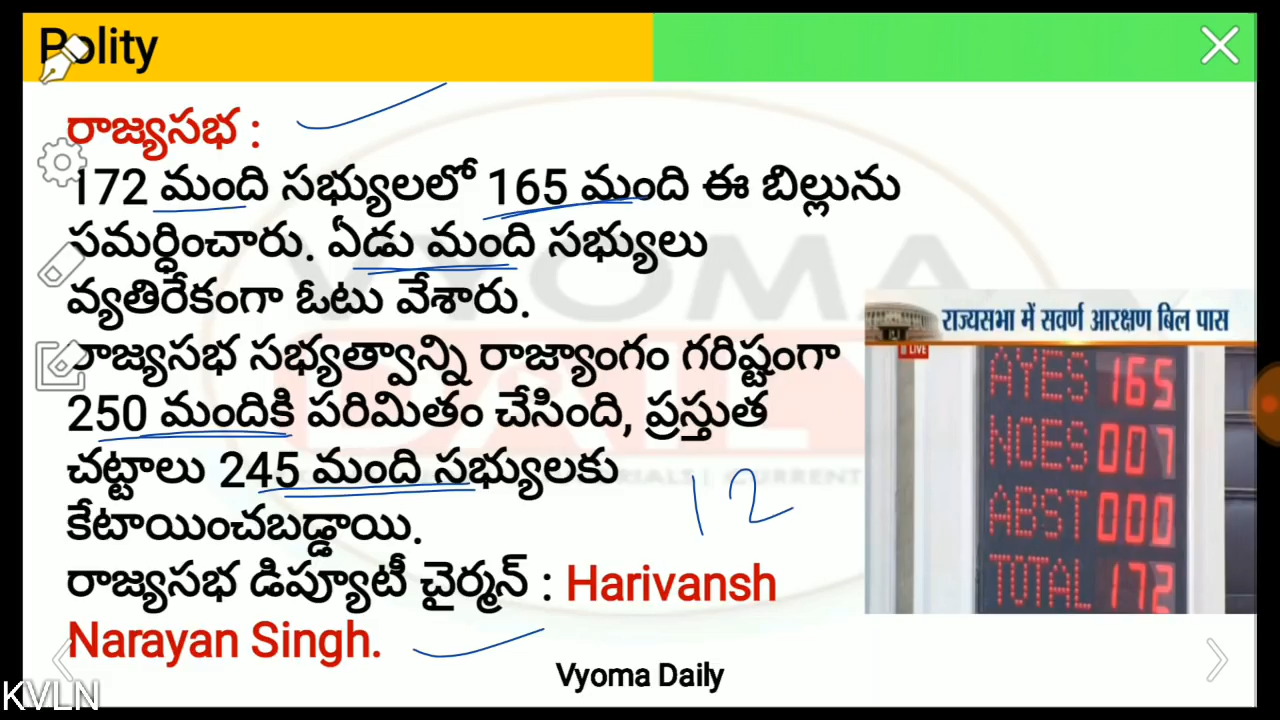 Polity
రాజ్యసభ :
172 మంది సభ్యులలో 165 మంది ఈ బిల్లును
సమర్ధించారు. ఏడు మంది సభ్యులు
వ్యతిరేకంగా ఓటు వేశారు.
రాజ్యసభ సభ్యత్వాన్ని రాజ్యాంగం గరిష్టంగా
250 మందికి పరిమితం చేసింది, ప్రస్తుత
చట్టాలు 245 మంది సభ్యులకు
కేటాయించబడ్డాయి.
రాజ్యసభ డిప్యూటీ చైర్మన్ : Harivansh
Narayan Singh.
12
राज्यसभा में सवर्ण आरक्षण बिल पास
LIVE
AYES 165
NOES 007
ABST 000
TOTAL 172
VYOMA
DAILY
Vyoma Daily
KVLN